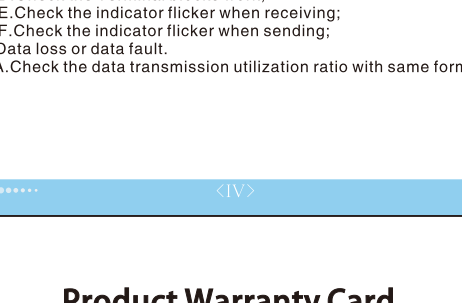 E.Check the indicator flicker when receiving;
F.Check the indicator flicker when sending;
Data loss or data fault.
A.Check the data transmission utilization ratio with same form
<IV>
Product Warranty Card